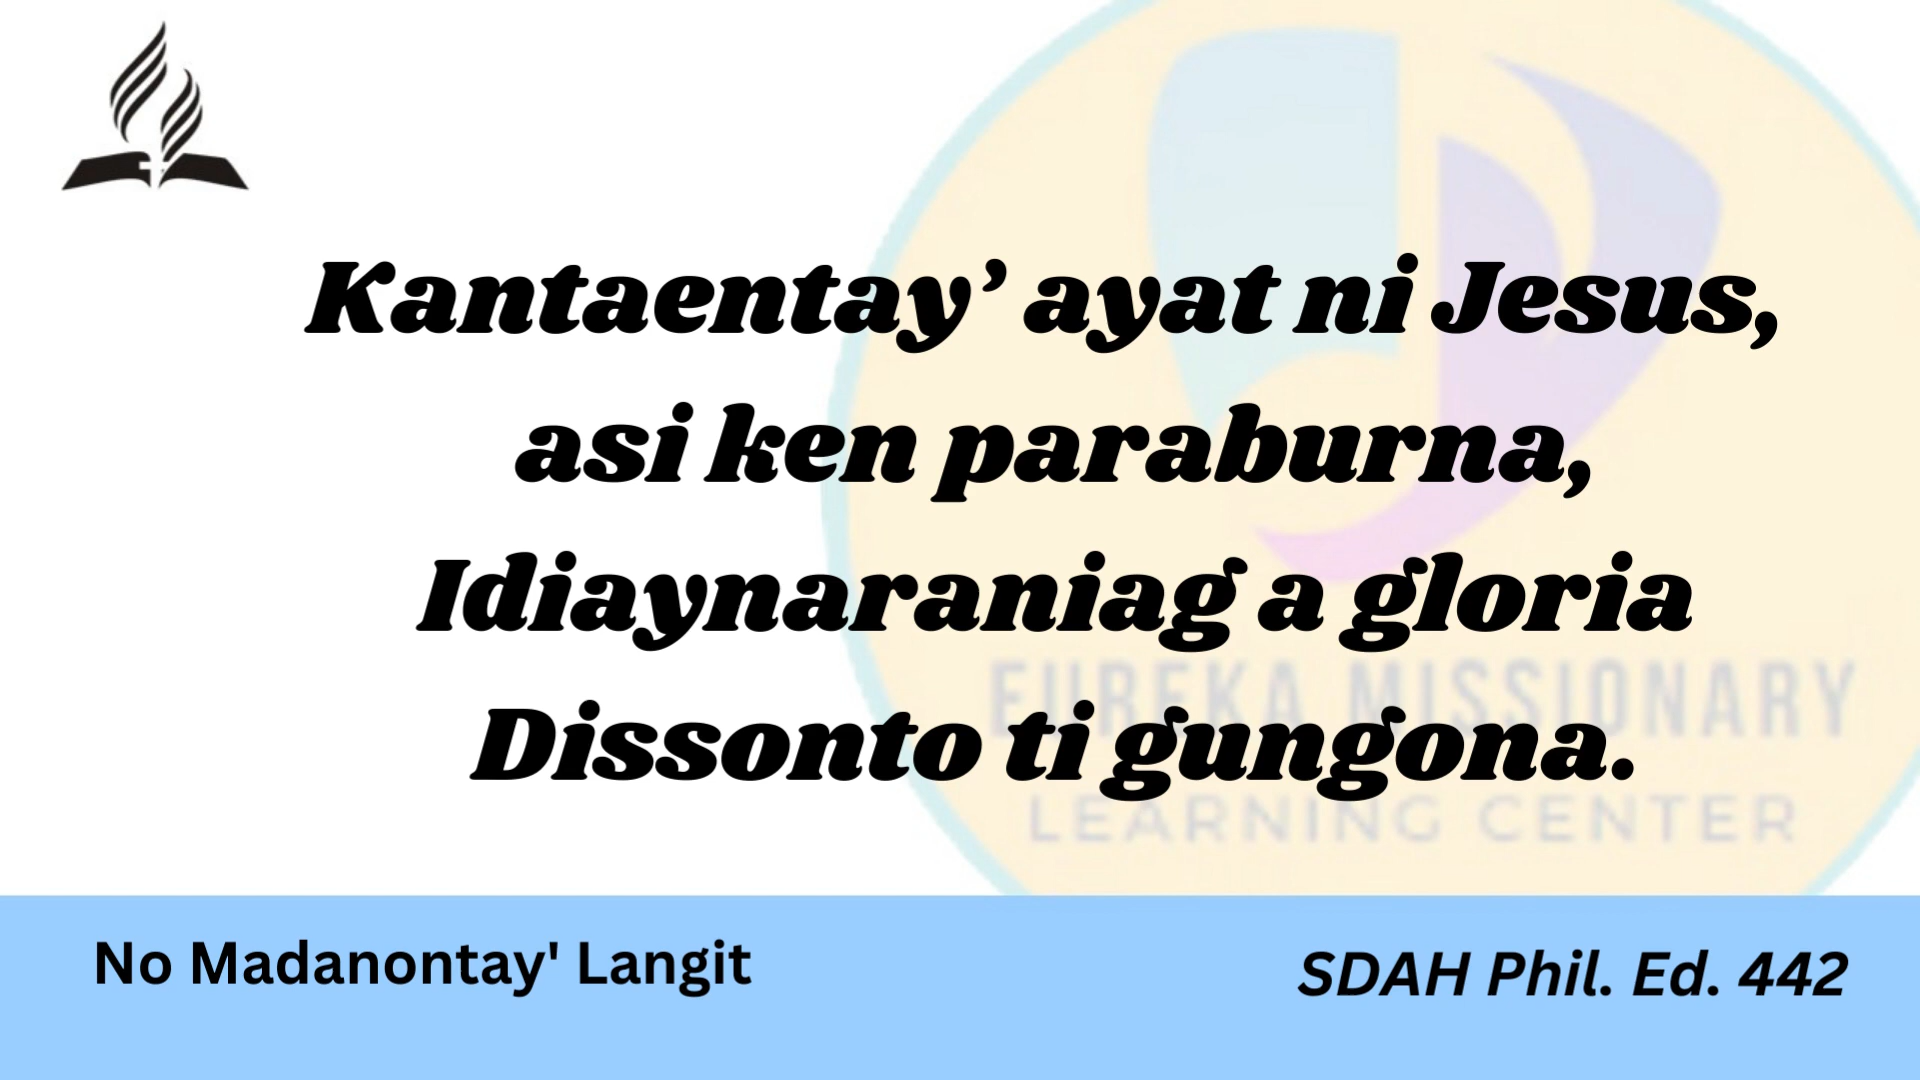 Kantaentay’ ayat ni Jesus,
asi ken paraburna,
Idiaynaraniag a gloria
Dissonto ti gungona.
EUREKA MISSIONARY
LEARNING CENTER
No Madanontay' Langit
SDAH Phil. Ed. 442